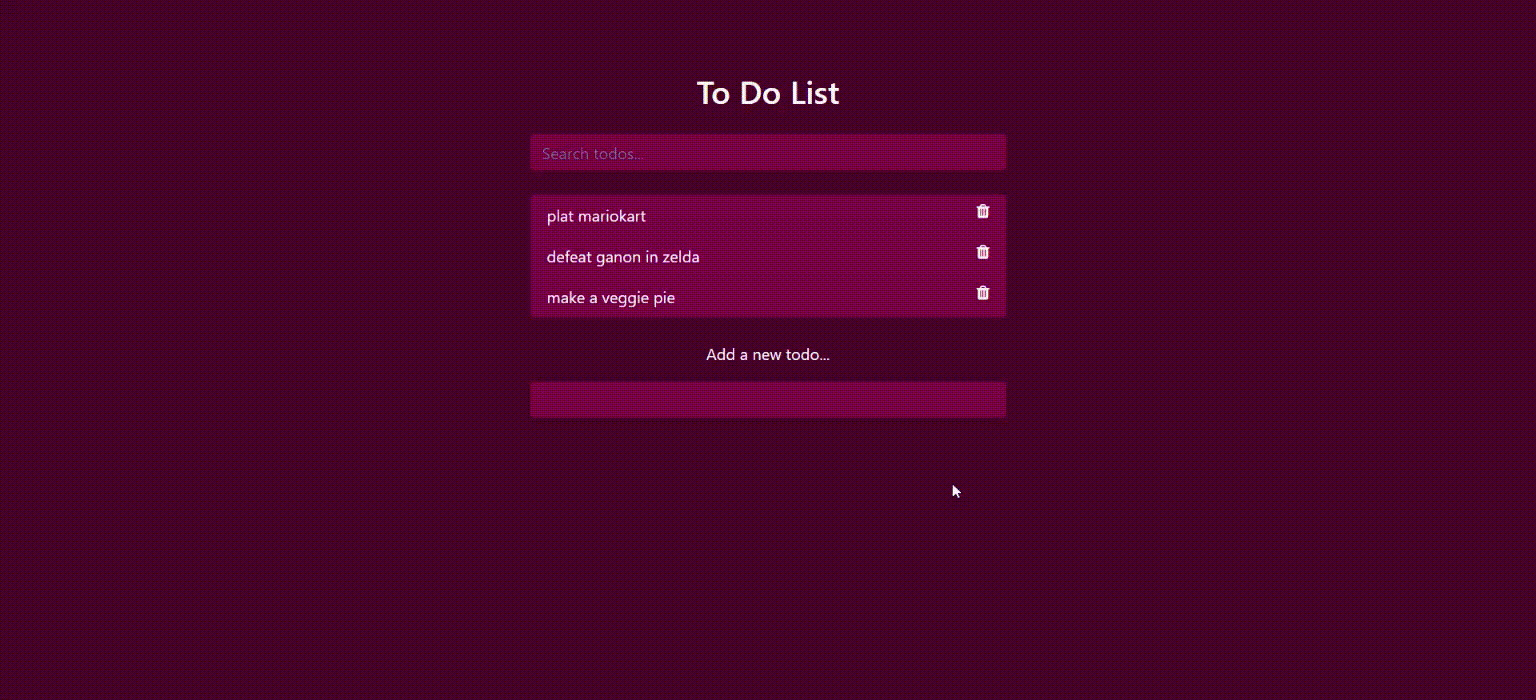 To Do List
Search todos...
plat mariokart
defeat ganon in zelda
make a veggie pie
Add a new todo...